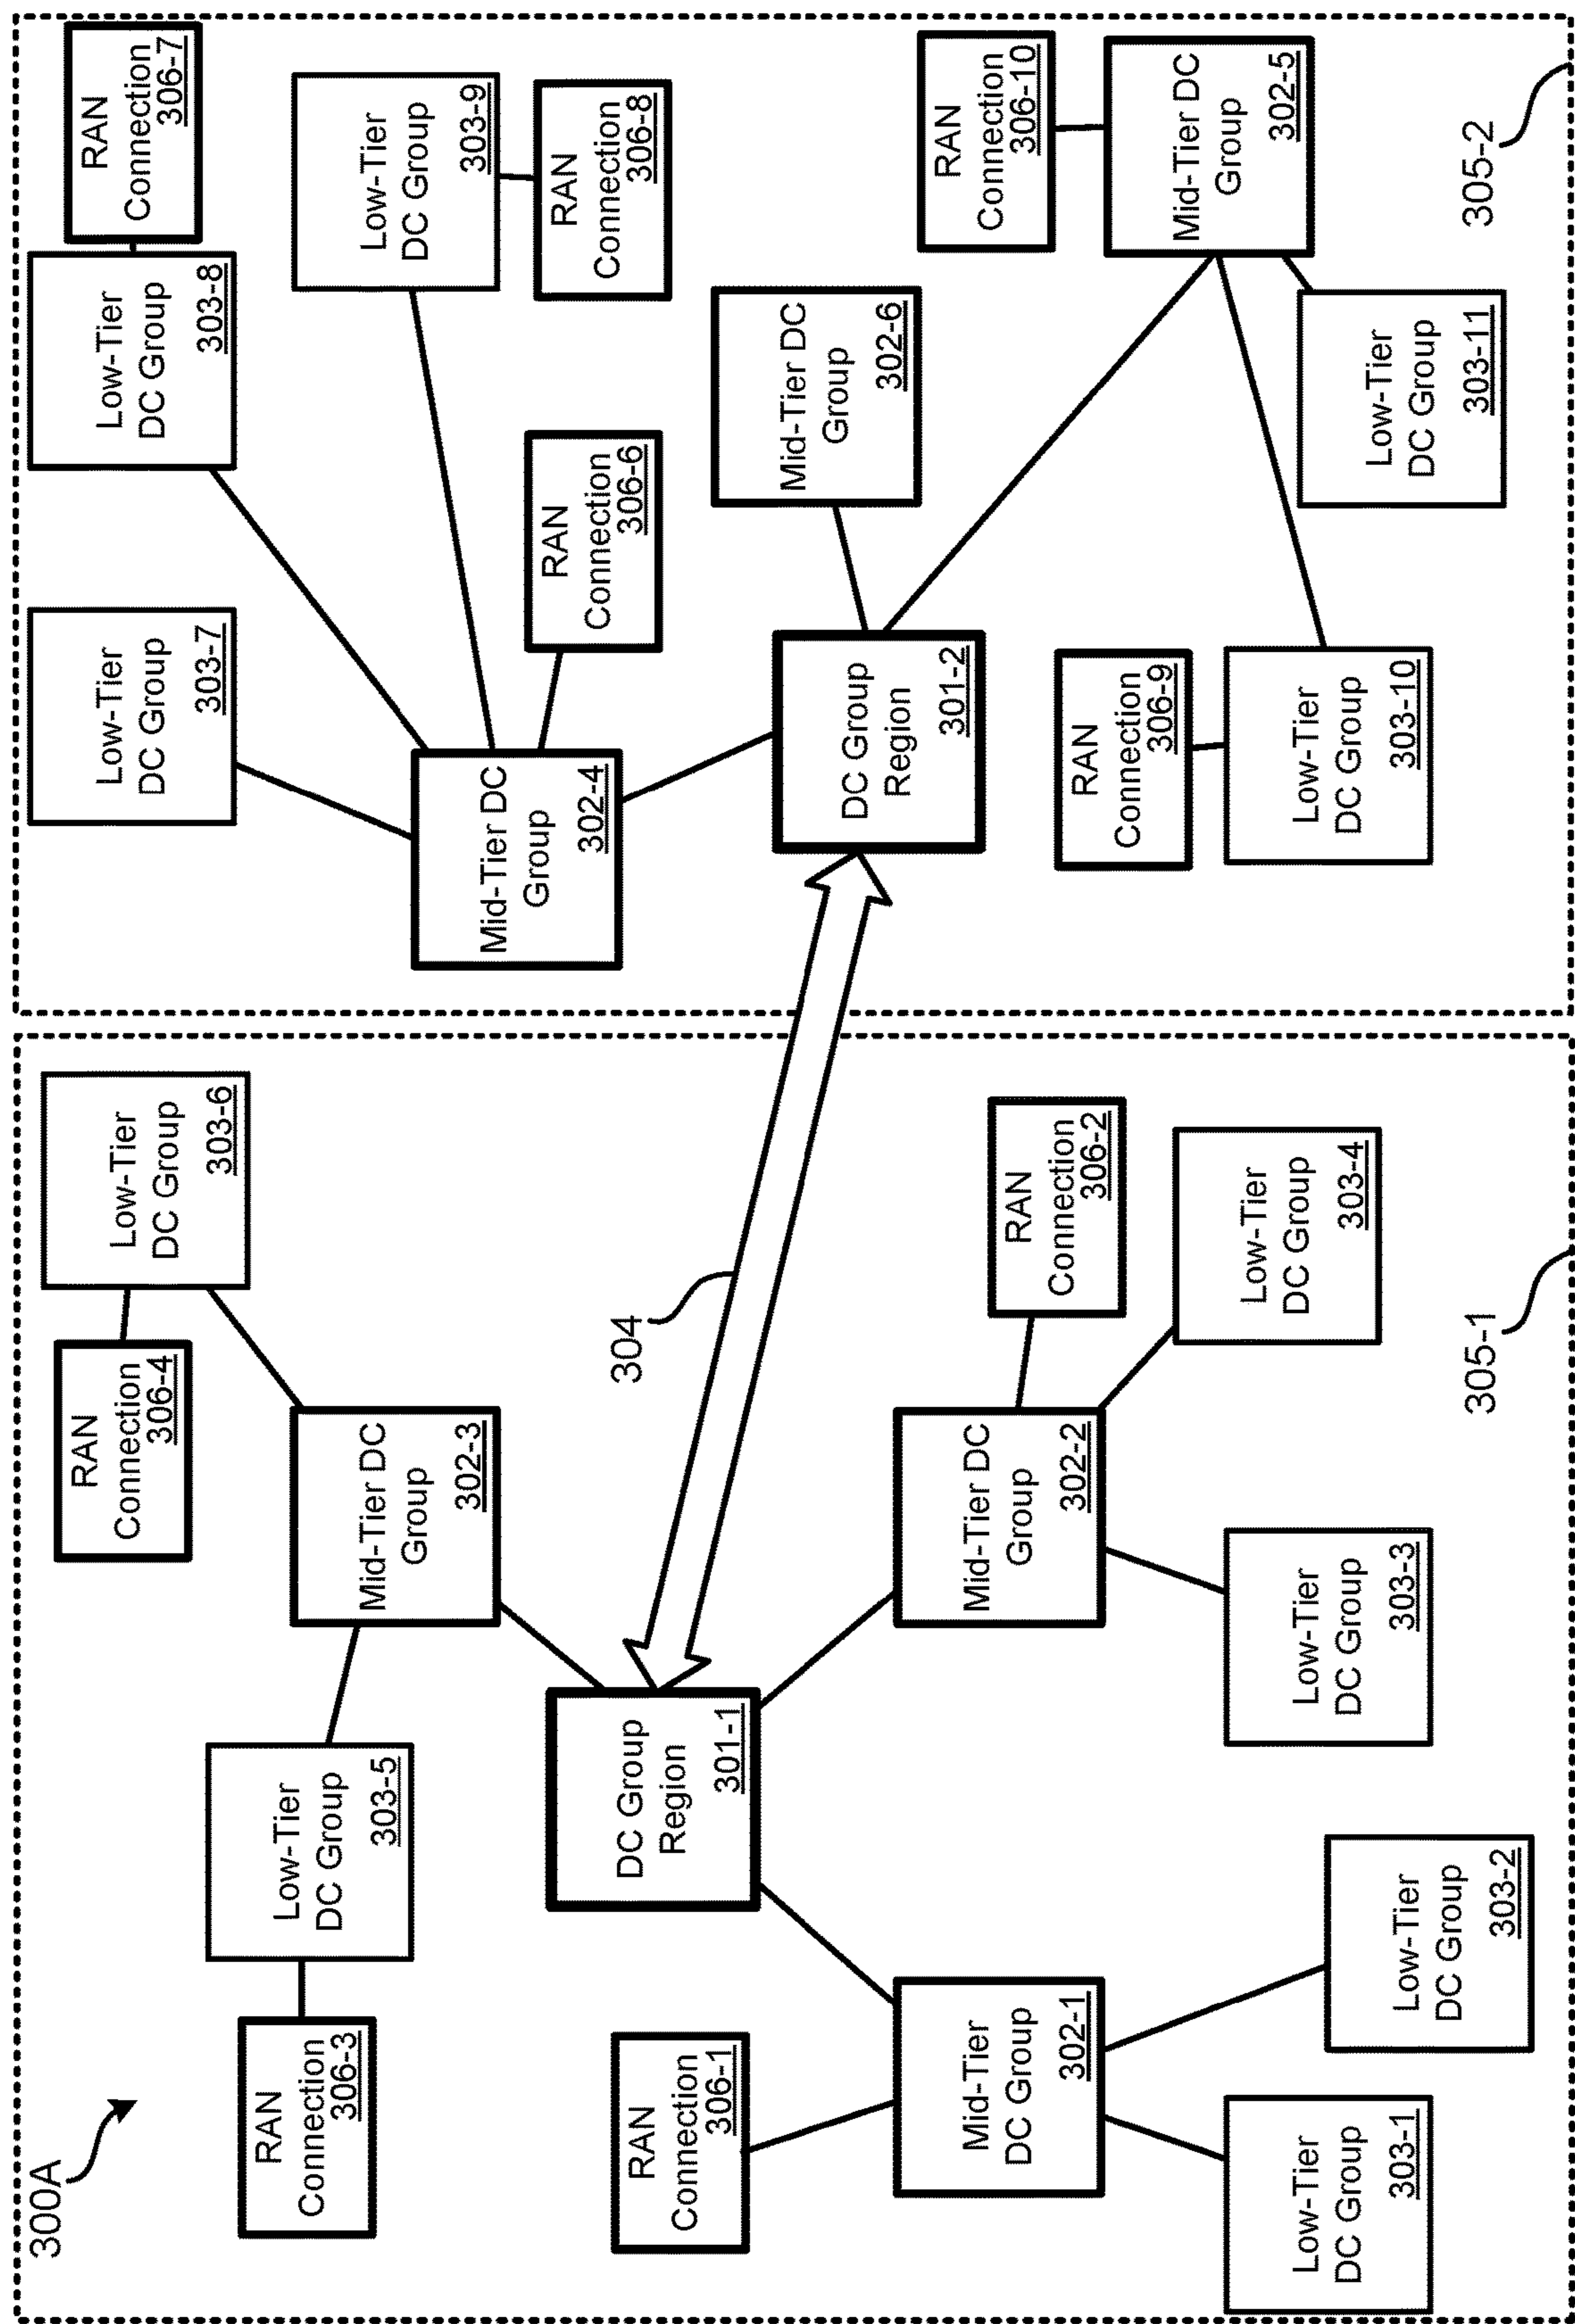 300A
RAN
Connection
306-3
Low-Tier
DC Group
303-5
RAN
Connection
306-4
Low-Tier
DC Group
303-6
Mid-Tier DC
Group
302-3
RAN
Connection
306-1
DC Group
Region
301-1
304
Mid-Tier
DC Group
302-1
Mid-Tier DC
Group
302-2
RAN
Connection
306-2
Low-Tier
DC Group
303-1
Low-Tier
DC Group
303-2
Low-Tier
DC Group
303-3
Low-Tier
DC Group
303-4
305-1
Low-Tier
DC Group
303-7
Low-Tier
DC Group
303-8
RAN
Connection
306-7
Low-Tier
DC Group
303-9
RAN
Connection
306-8
Mid-Tier DC
Group
302-4
RAN
Connection
306-6
Mid-Tier DC
Group
302-6
DC Group
Region
301-2
RAN
Connection
306-10
Mid-Tier DC
Group
302-5
RAN
Connection
306-9
Low-Tier
DC Group
303-10
Low-Tier
DC Group
303-11
305-2